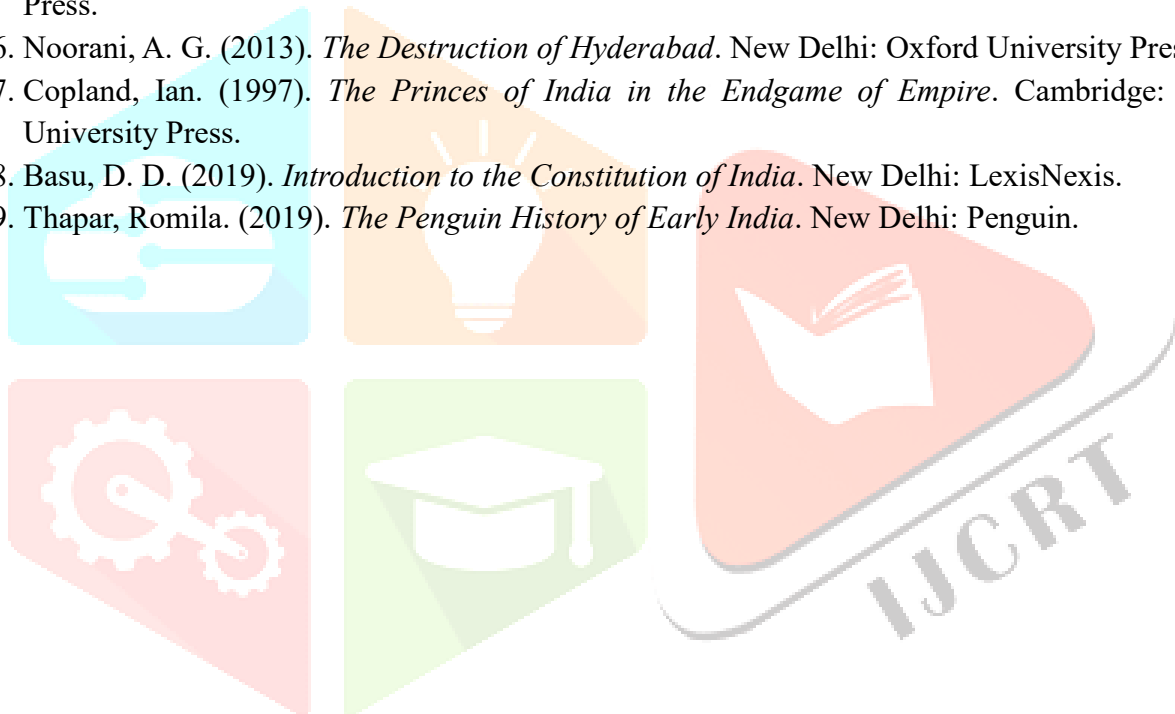 Press.
6. Noorani, A. G. (2013). The Destruction of Hyderabad. New Delhi: Oxford University Pres
7. Copland, Ian. (1997). The Princes of India in the Endgame of Empire. Cambridge:
University Press.
8. Basu, D. D. (2019). Introduction to the Constitution of India. New Delhi: LexisNexis.
9. Thapar, Romila. (2019). The Penguin History of Early India. New Delhi: Penguin.
IJCRT